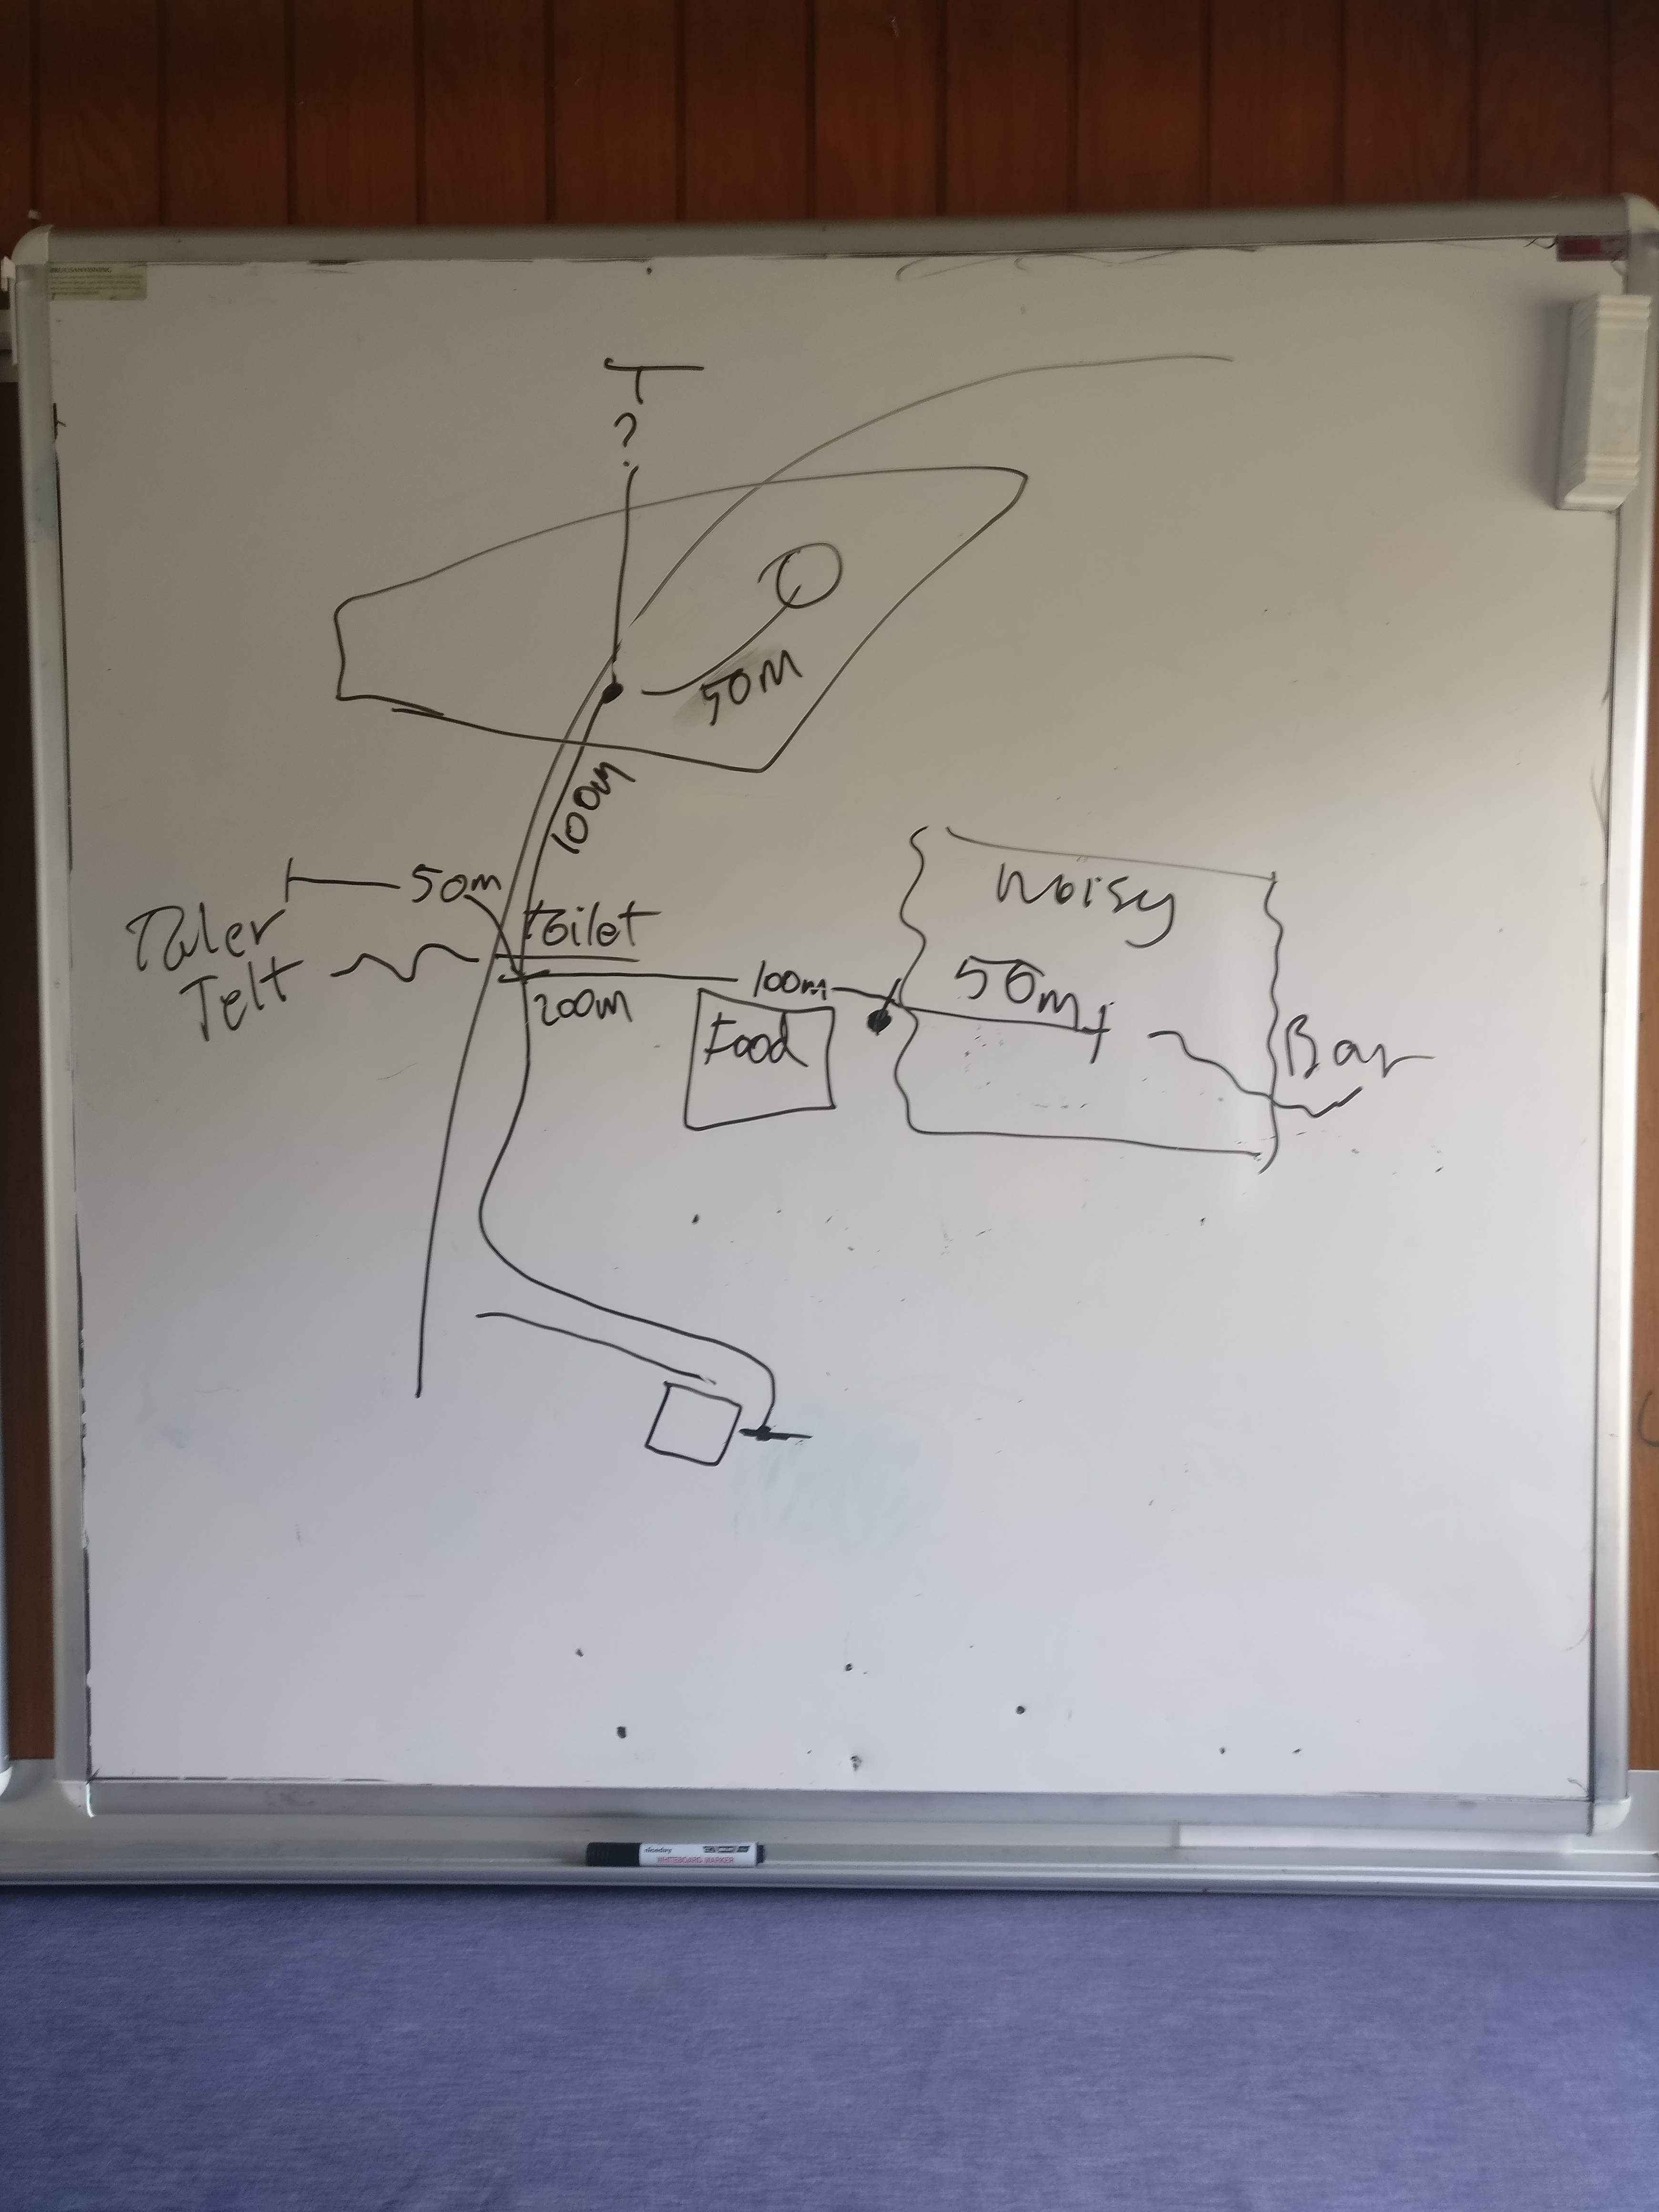 ?
50m
100m
50m
Taler
Telt
toilet
200m
100m
Food
Noisy
50m
Bar
WHITEBOARD MARKER